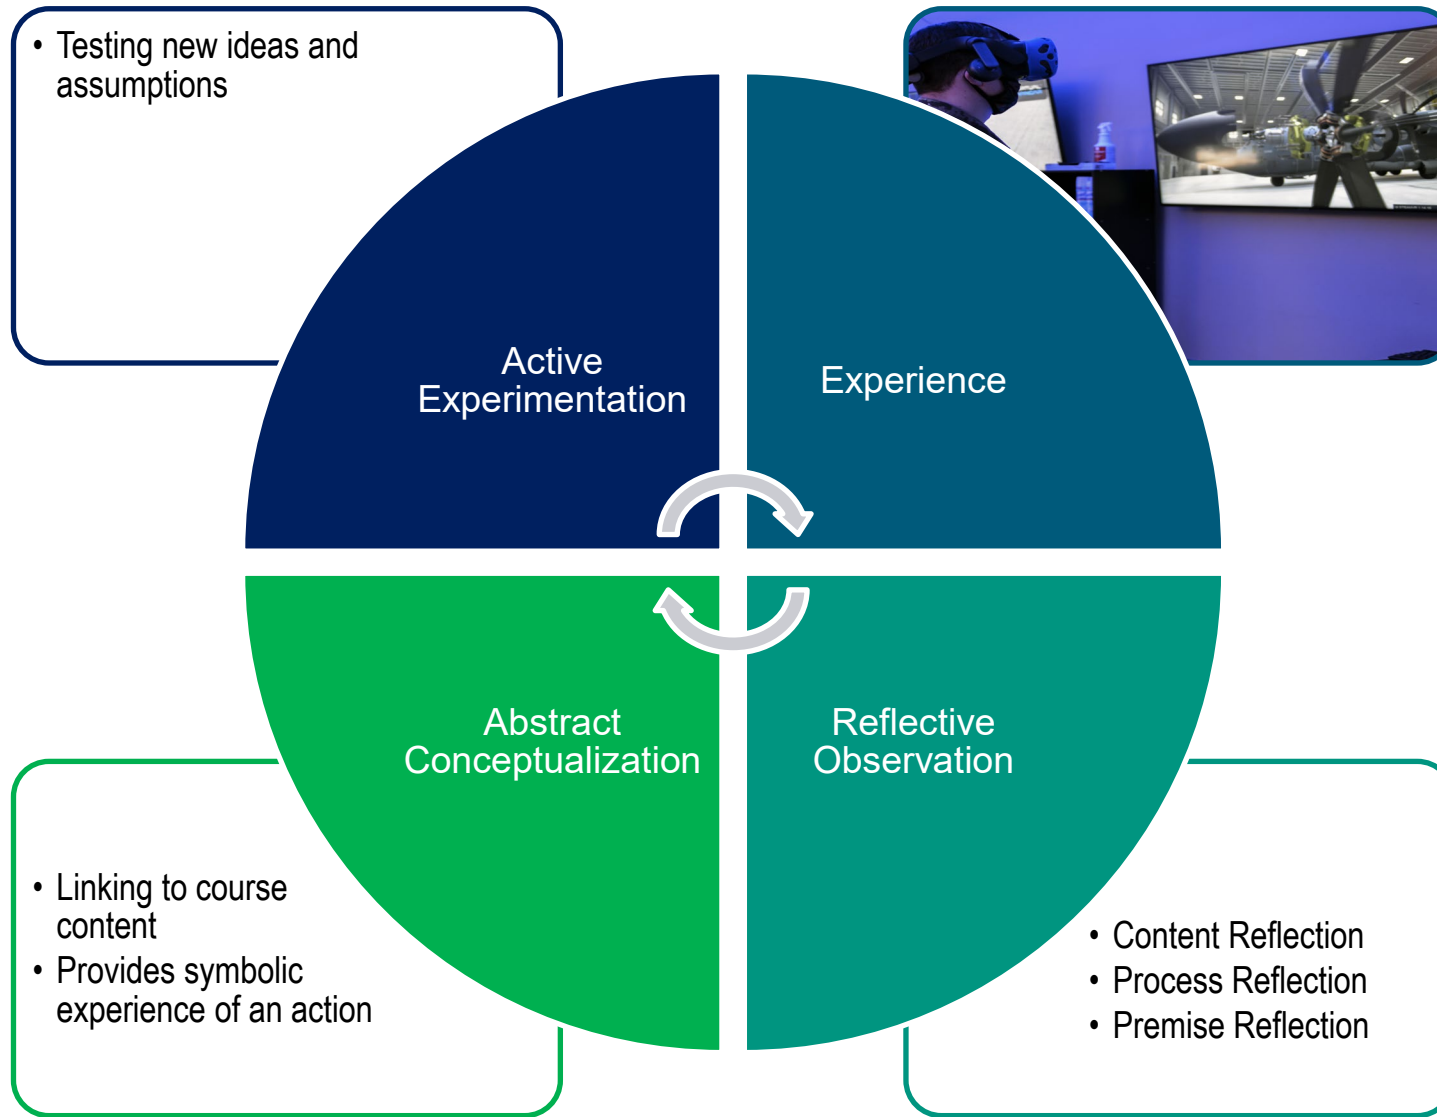 • Testing new ideas and
assumptions
Active
Experimentation
Experience
Abstract
Conceptualization
Reflective
Observation
• Linking to course
content
• Provides symbolic
experience of an action
• Content Reflection
• Process Reflection
• Premise Reflection